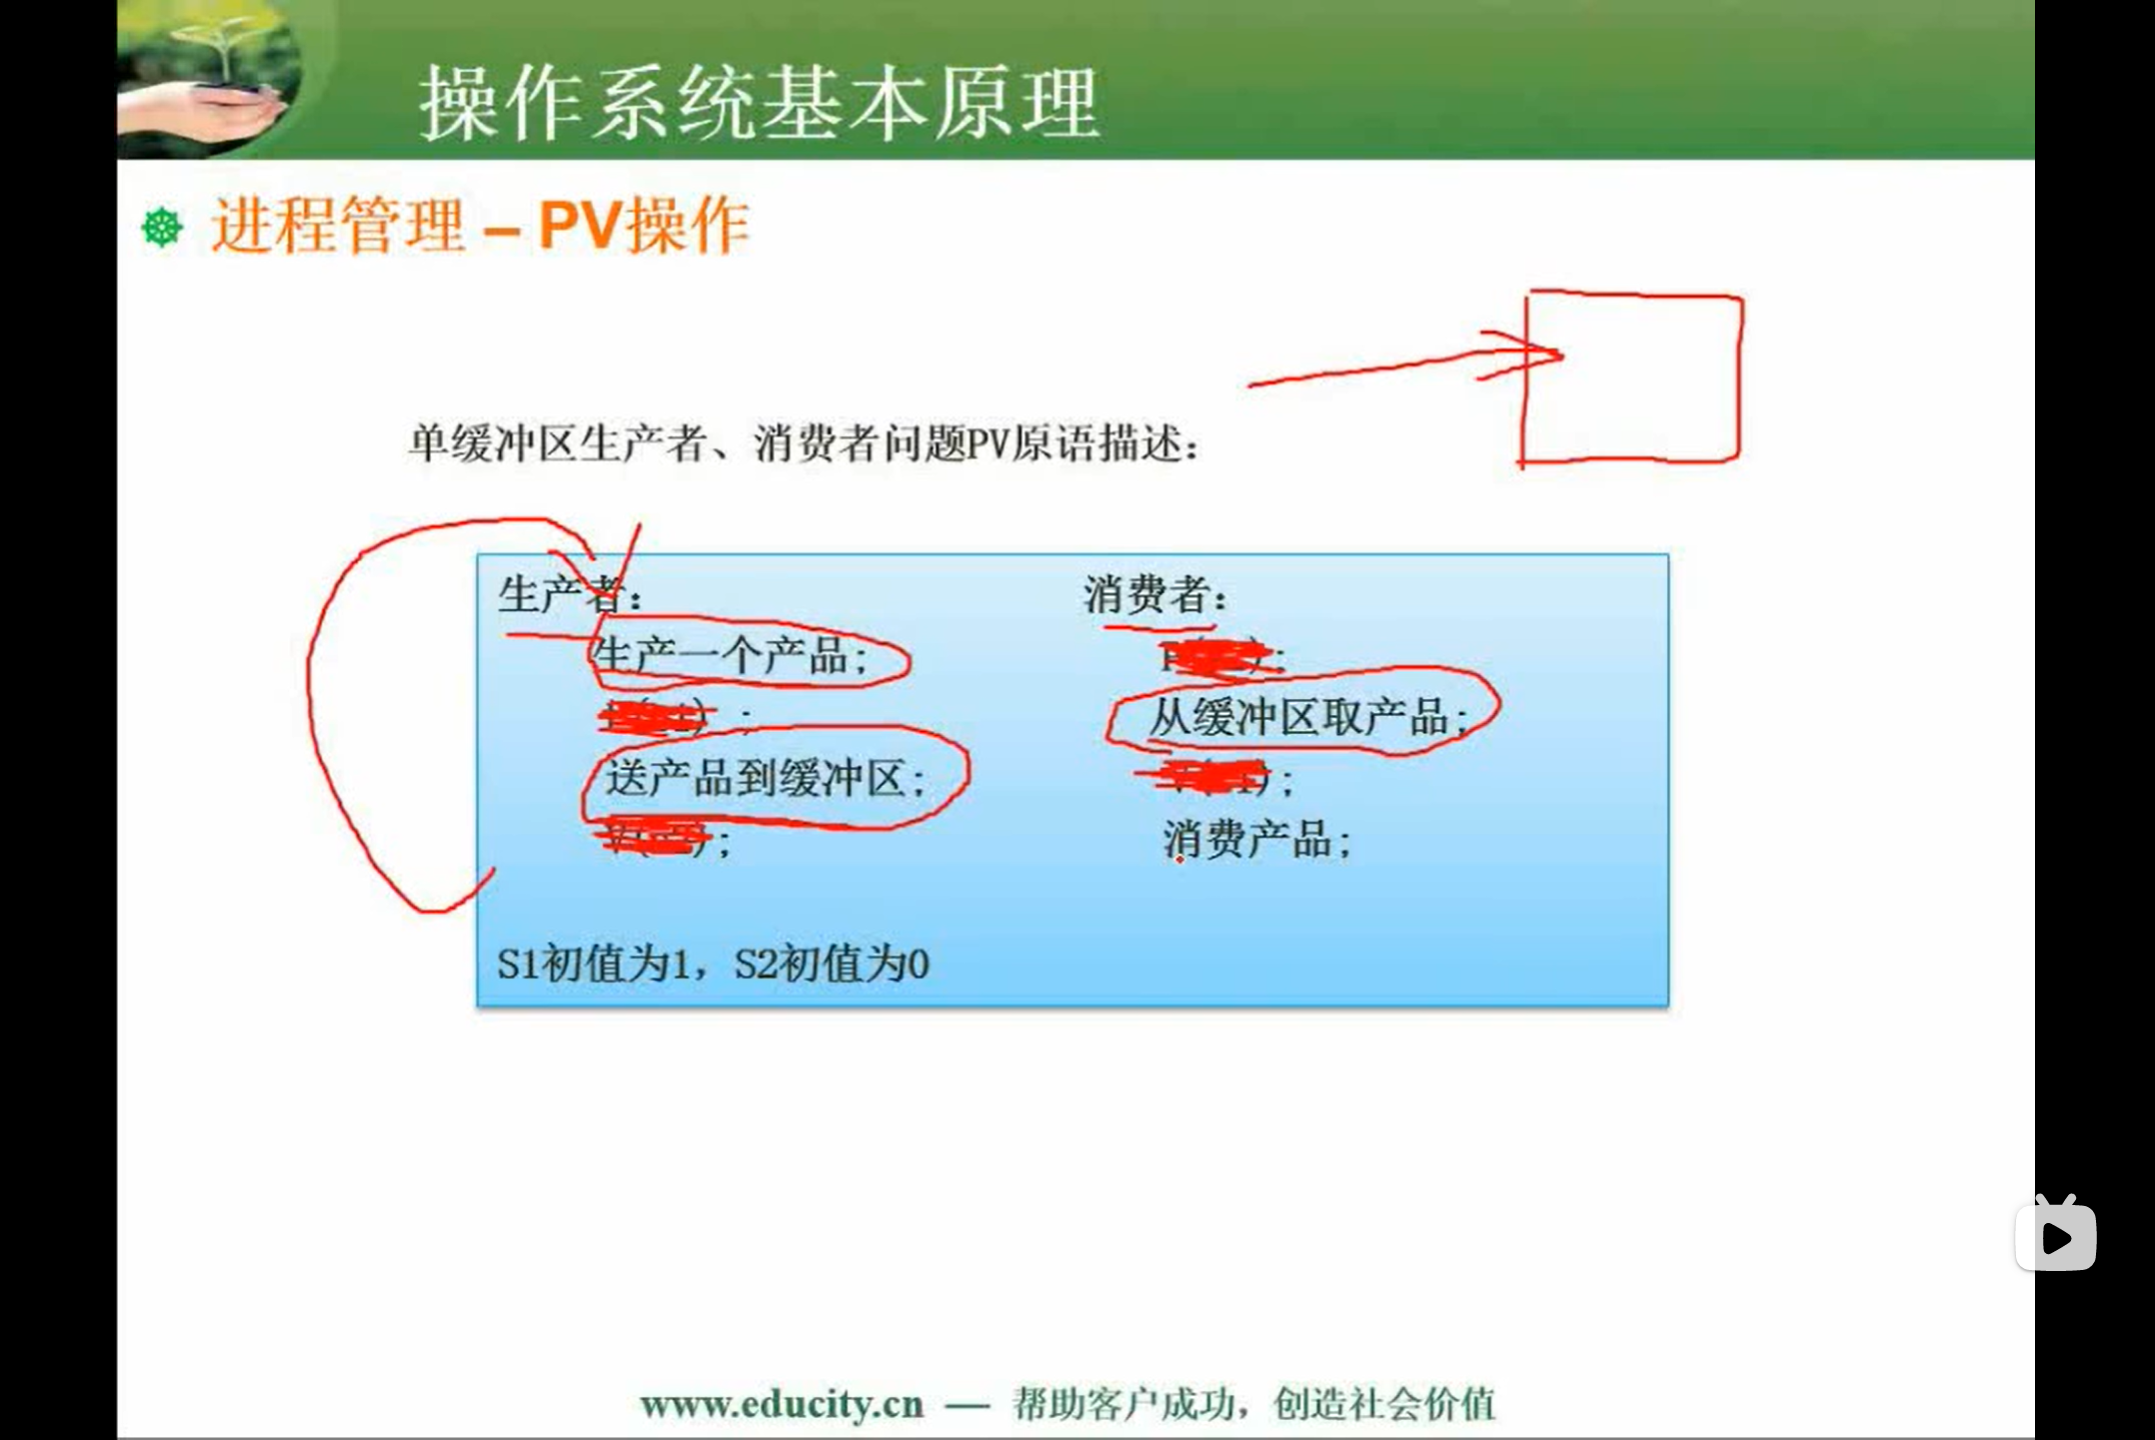 操作系统基本原理
进程管理 – PV操作
单缓冲区生产者、消费者问题PV原语描述：
生产者：
生产一个产品；
；
送产品到缓冲区；
；
消费者：
；
从缓冲区取产品；
；
消费产品；
S1初值为1，S2初值为0
www.educity.cn — 帮助客户成功，创造社会价值